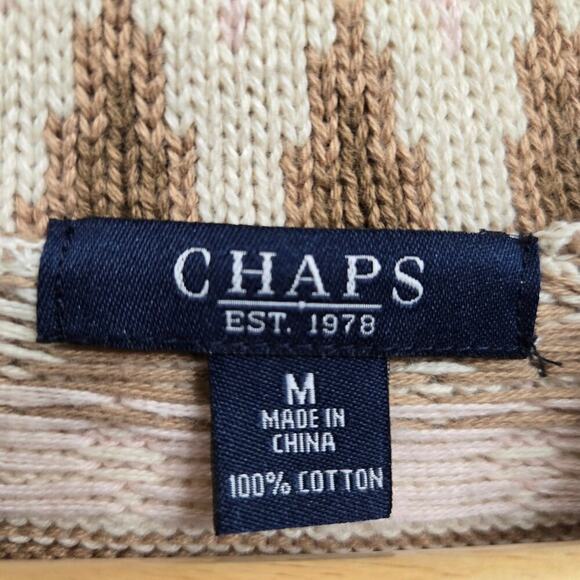 CHAPS
EST. 1978
M
MADE IN
CHINA
100% COTTON